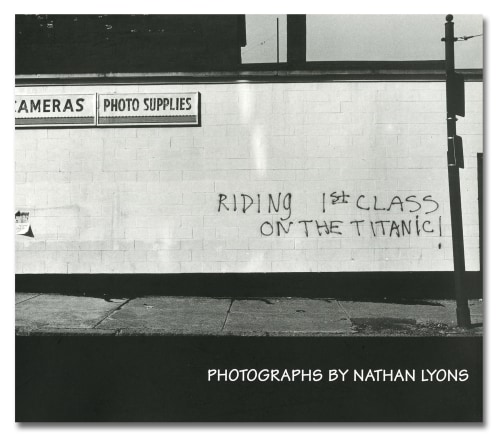 CAMERAS
PHOTO SUPPLIES
RIDING 1st CLASS
ON THE TITANIC!
PHOTOGRAPHS BY NATHAN LYONS